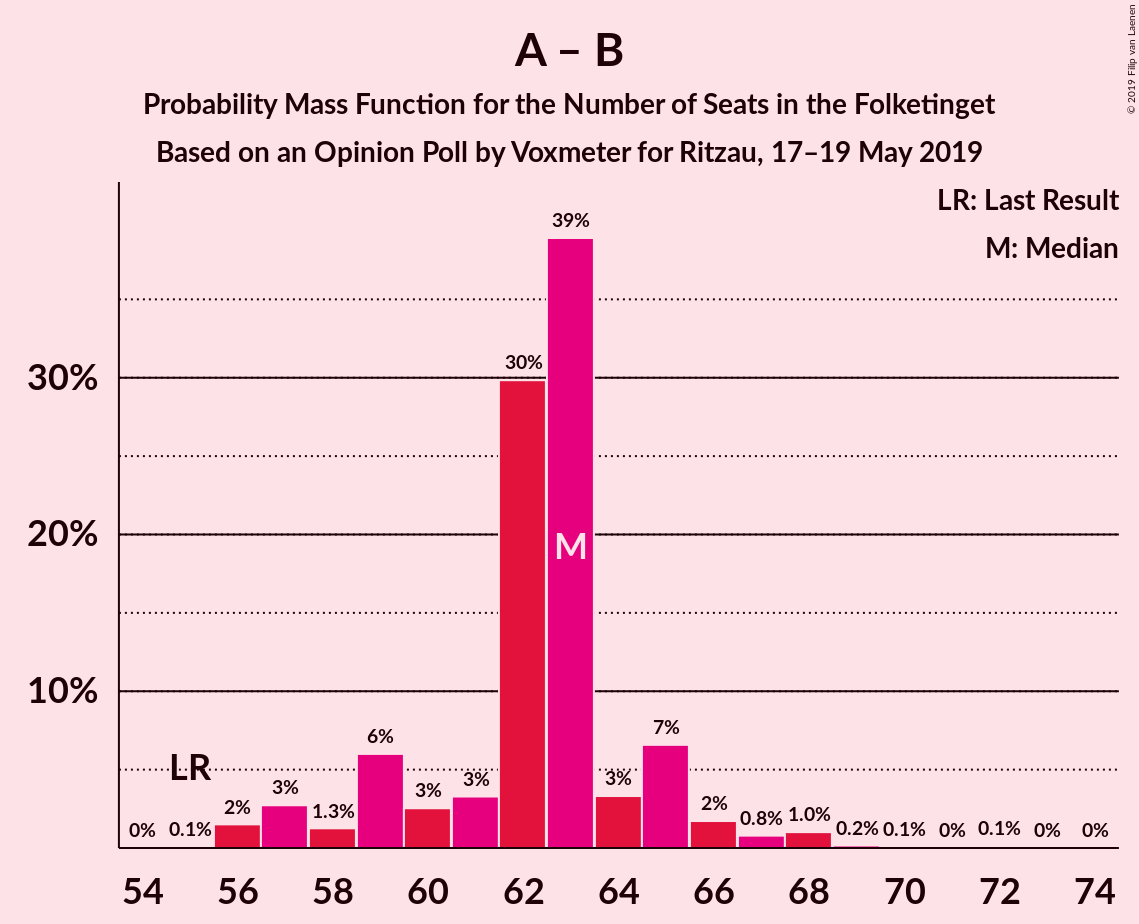 A – B
Probability Mass Function for the Number of Seats in the Folketinget
Based on an Opinion Poll by Voxmeter for Ritzau, 17–19 May 2019
© 2019 Filip van Laenen
LR: Last Result
M: Median
30%
20%
10%
LR
M
0%
0.1%
2%
3%
1.3%
6%
3%
3%
30%
39%
3%
7%
2%
0.8%
1.0%
0.2%
0.1%
0%
0.1%
0%
0%
54 56 58 60 62 64 66 68 70 72 74